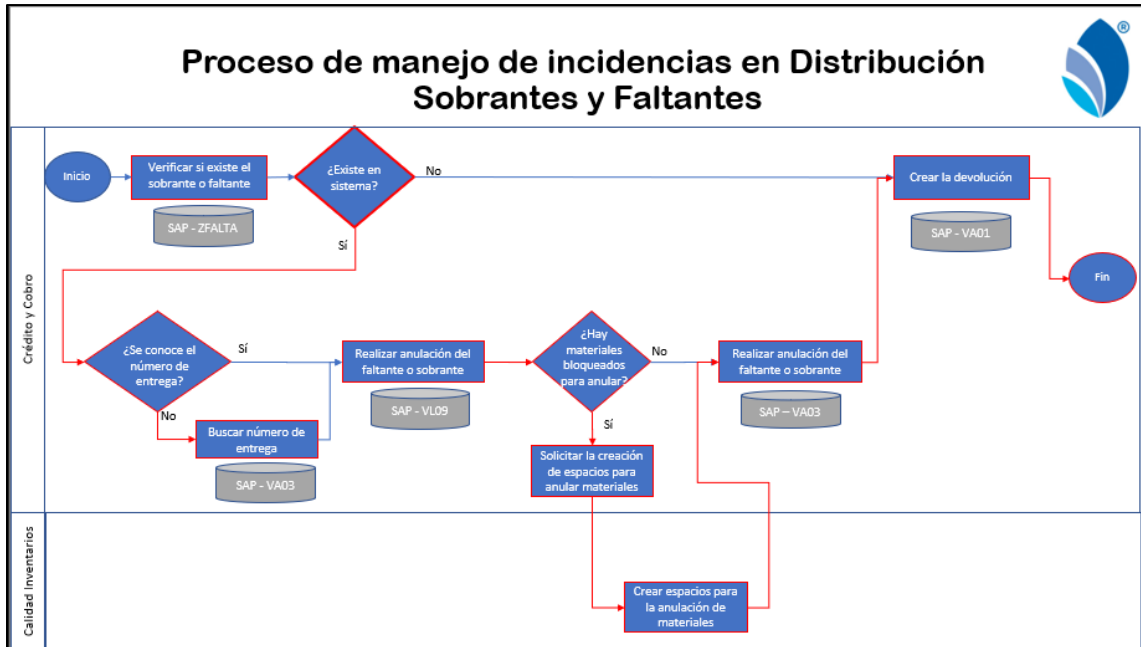 Proceso de manejo de incidencias en Distribución
Sobrantes y Faltantes
®
Crédito y Cobro
Inicio
Verificar si existe el
sobrante o faltante
SAP - ZFALTA
¿Existe en
sistema?
No
Sí
Crear la devolución
SAP - VA01
Fin
¿Se conoce el
número de
entrega?
Sí
No
Buscar número de
entrega
SAP - VA03
Realizar anulación del
faltante o sobrante
SAP - VL09
¿Hay
materiales
bloqueados
para anular?
No
Sí
Realizar anulación del
faltante o sobrante
SAP – VA03
Solicitar la creación
de espacios para
anular materiales
Calidad Inventarios
Crear espacios para
la anulación de
materiales